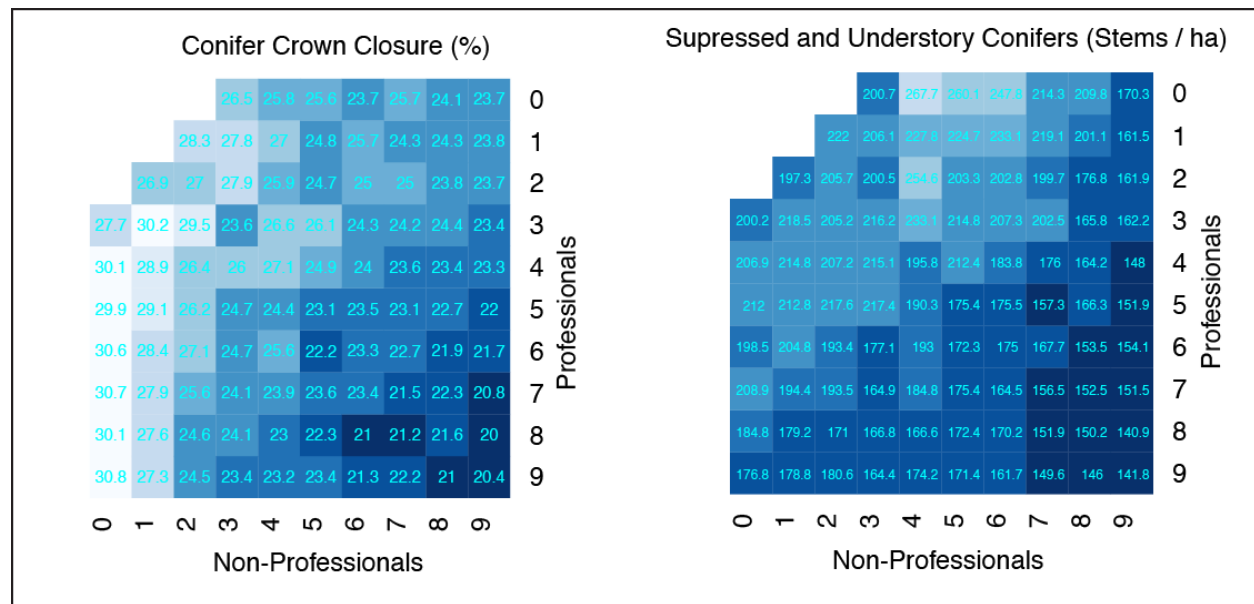 Conifer Crown Closure (%)
26.5 25.8 25.6 23.7 25.7 24.1 23.7 0
28.3 27.8 27 24.8 25.7 24.3 24.3 23.8 1
26.9 27 27.9 25.9 24.7 25 25 23.8 23.7 2
27.7 30.2 29.5 23.6 26.6 26.1 24.3 24.2 24.4 23.4 3
30.1 28.9 26.4 26 27.1 24.9 24 23.6 23.4 23.3 4
29.9 29.1 26.2 24.7 24.4 23.1 23.5 23.1 22.7 22 5
30.6 28.4 27.1 24.7 25.6 22.2 23.3 22.7 21.9 21.7 6
30.7 27.9 25.6 24.1 23.9 23.6 23.4 21.5 22.3 20.8 7
30.1 27.6 24.6 24.1 23 22.3 21 21.2 21.6 20 8
30.8 27.3 24.5 23.4 23.2 23.4 21.3 22.2 21 20.4 9
Professionals
0 1 2 3 4 5 6 7 8 9
Non-Professionals
Supressed and Understory Conifers (Stems / ha)
200.7 267.7 260.1 247.8 214.3 209.8 170.3 0
222 206.1 227.8 224.7 233.1 219.1 201.1 161.5 1
197.3 205.7 200.5 254.6 203.3 202.8 199.7 176.8 161.9 2
200.2 218.5 205.2 216.2 233.1 214.8 207.3 202.5 165.8 162.2 3
206.9 214.8 207.2 215.1 195.8 212.4 183.8 176 164.2 148 4
212 212.8 217.6 217.4 190.3 175.4 175.5 157.3 166.3 151.9 5
198.5 204.8 193.4 177.1 193 172.3 175 167.7 153.5 154.1 6
208.9 194.4 193.5 164.9 184.8 175.4 164.5 156.5 152.5 151.5 7
184.8 179.2 171 166.8 166.6 172.4 170.2 151.9 150.2 140.9 8
176.8 178.8 180.6 164.4 174.2 171.4 161.7 149.6 146 141.8 9
Professionals
0 1 2 3 4 5 6 7 8 9
Non-Professionals